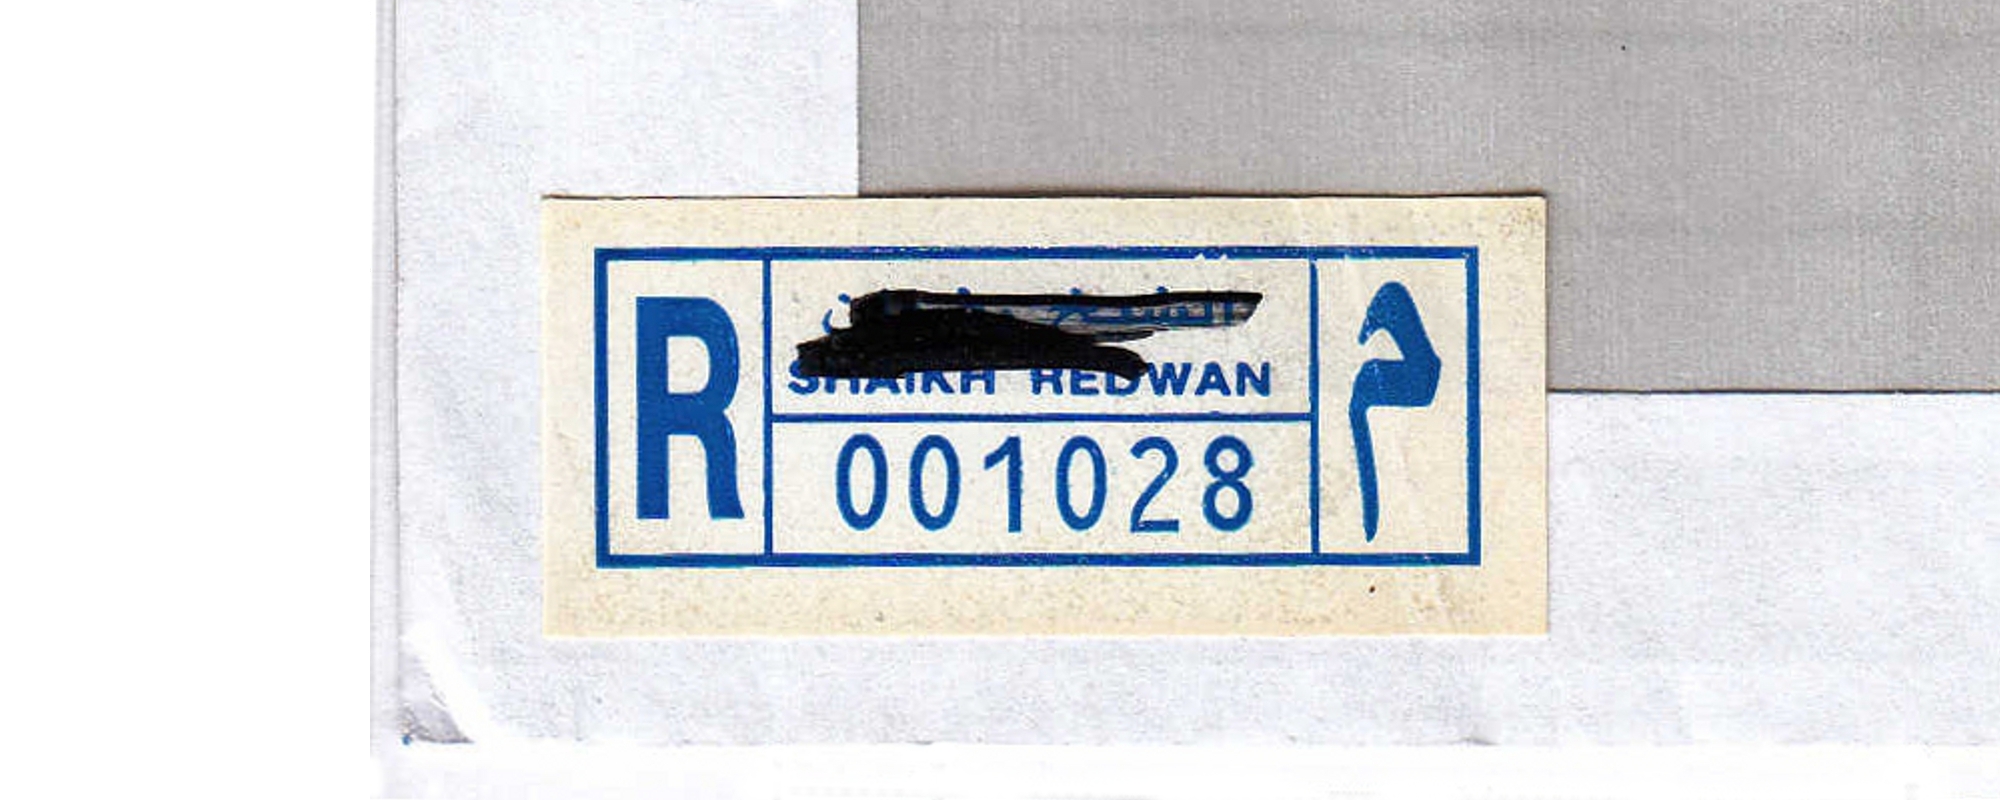 R
SHAIKH REDWAN
001028
م